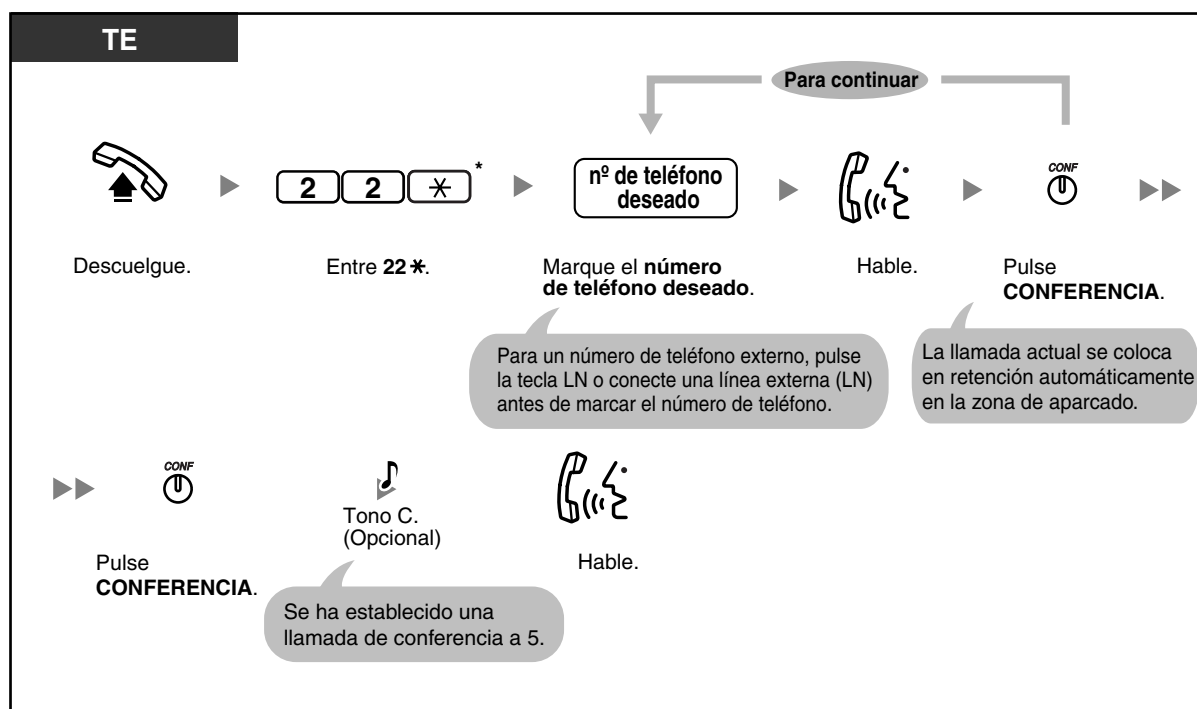 TE
Para continuar
2 2 * *
nº de teléfono
deseado
CONF
Descuelgue.
Entre 22*.
Marque el número
de teléfono deseado.
Hable.
Pulse
CONFERENCIA.
Para un número de teléfono externo, pulse
la tecla LN o conecte una línea externa (LN)
antes de marcar el número de teléfono.
La llamada actual se coloca
en retención automáticamente
en la zona de aparcado.
CONF
Pulse
CONFERENCIA.
Tono C.
(Opcional)
Hable.
Se ha establecido una
llamada de conferencia a 5.